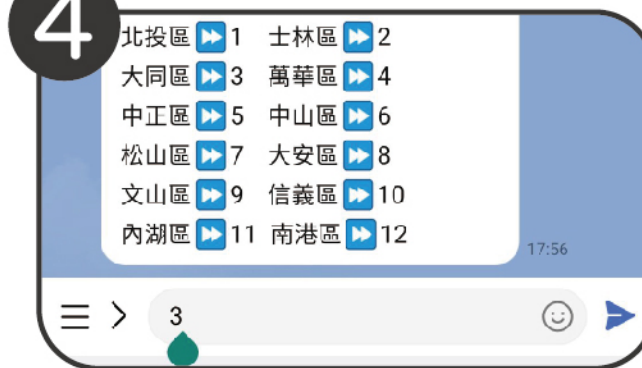 4
北投區⏩1 士林區⏩2
大同區⏩3 萬華區⏩4
中正區⏩5 中山區⏩6
松山區⏩7 大安區⏩8
文山區⏩9 信義區⏩10
內湖區⏩11 南港區⏩12
17:56
3